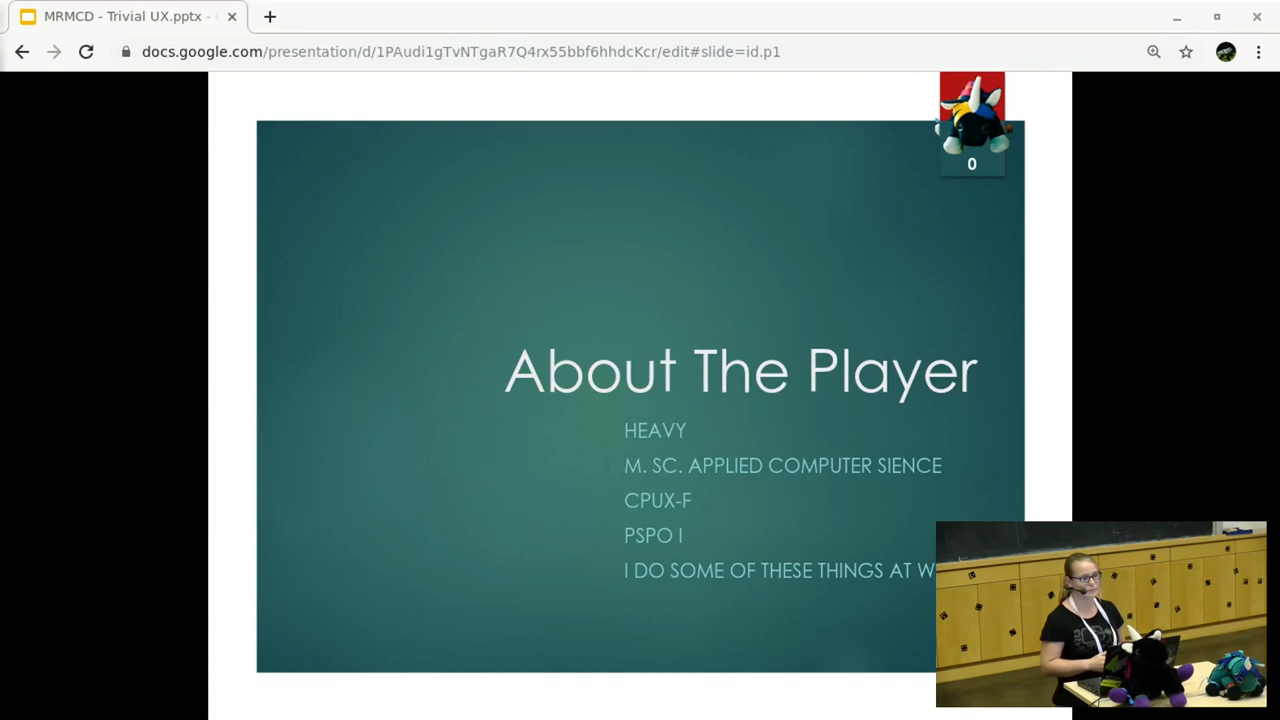 MRMCD - Trivial UX.pptx -
docs.google.com/presentation/d/1PAudi1gTvNTgaR7Q4rx55bbf6hhdcKcr/edit#slide=id.p1
0
About The Player
HEAVY
M. SC. APPLIED COMPUTER SIENCE
CPUX-F
PSPO I
I DO SOME OF THESE THINGS AT W